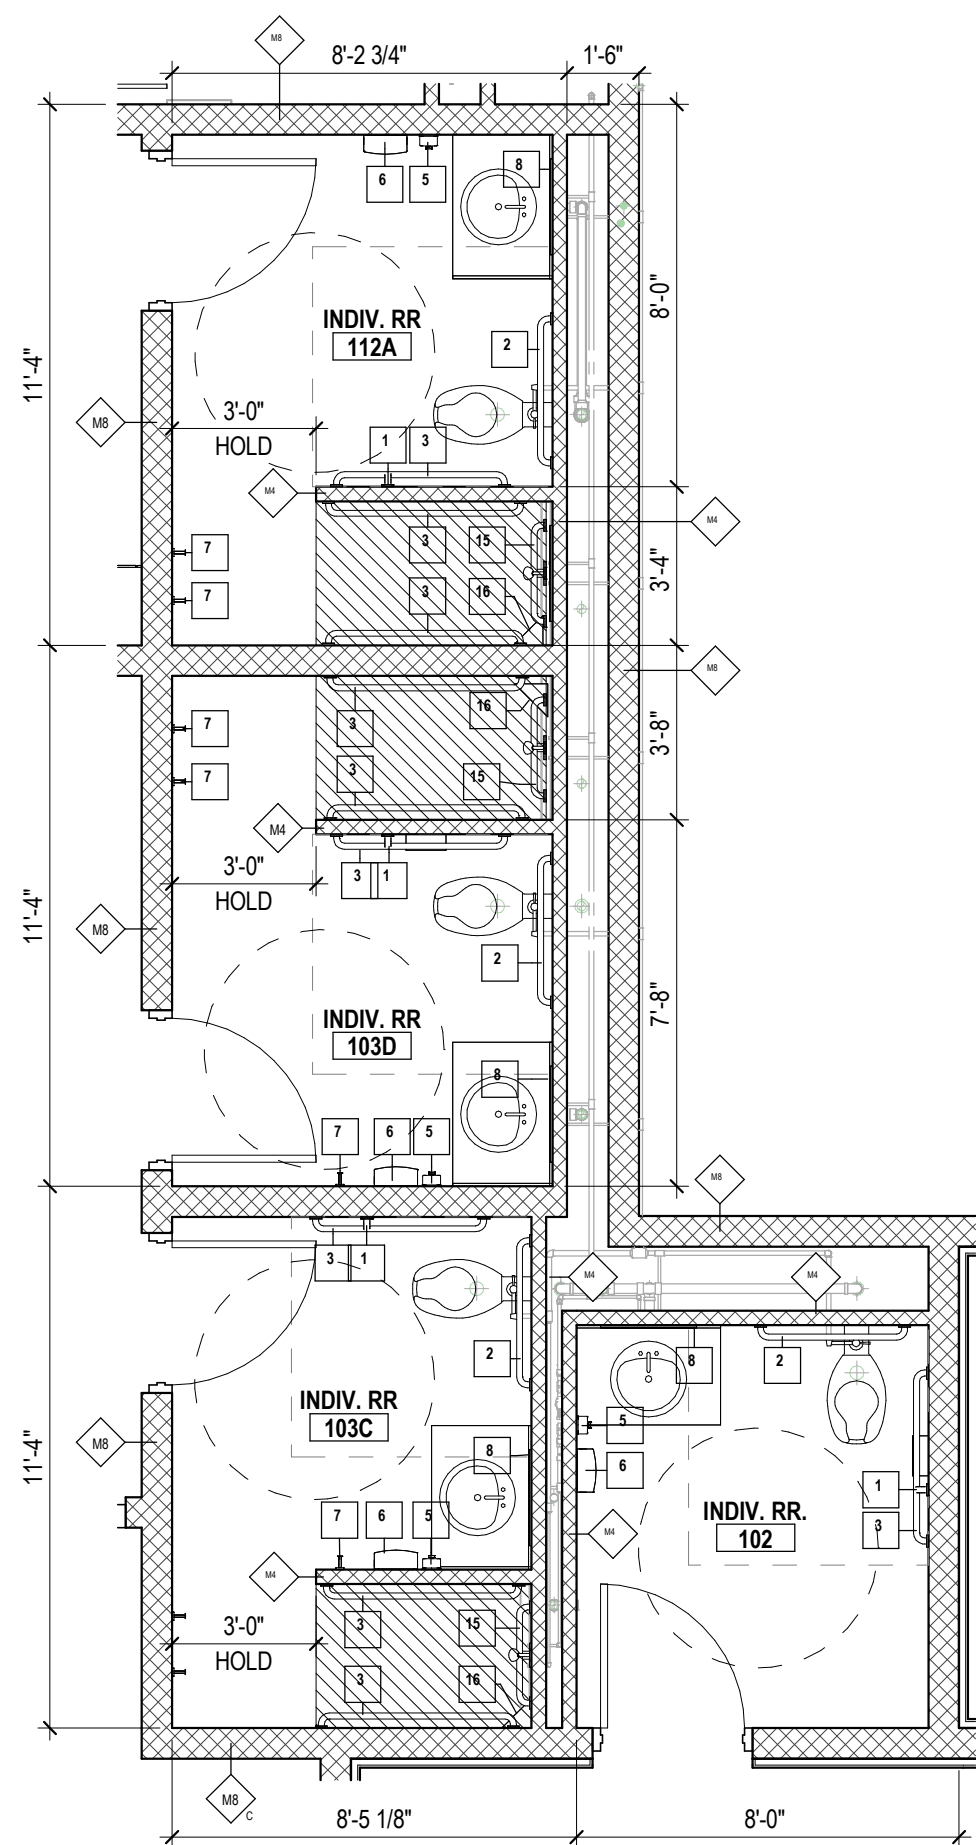 M8
8'-2 3/4"
1'-6"
8
6
5
8'-0"
INDIV. RR
112A
2
11'-4"
3'-0"
HOLD
M8
1
3
M4
M4
3
15
7
3'-4"
3
16
7
M8
16
7
3
3'-8"
3
15
7
M4
3'-0"
HOLD
3
1
M8
11'-4"
2
7'-8"
INDIV. RR
103D
8
7
6
5
M8
3
1
M4
M4
2
8
2
INDIV. RR
103C
5
M8
8
11'-4"
6
1
INDIV. RR.
102
7
6
5
M4
3
M4
3'-0"
HOLD
3
15
3
16
M8
C
8'-5 1/8"
8'-0"